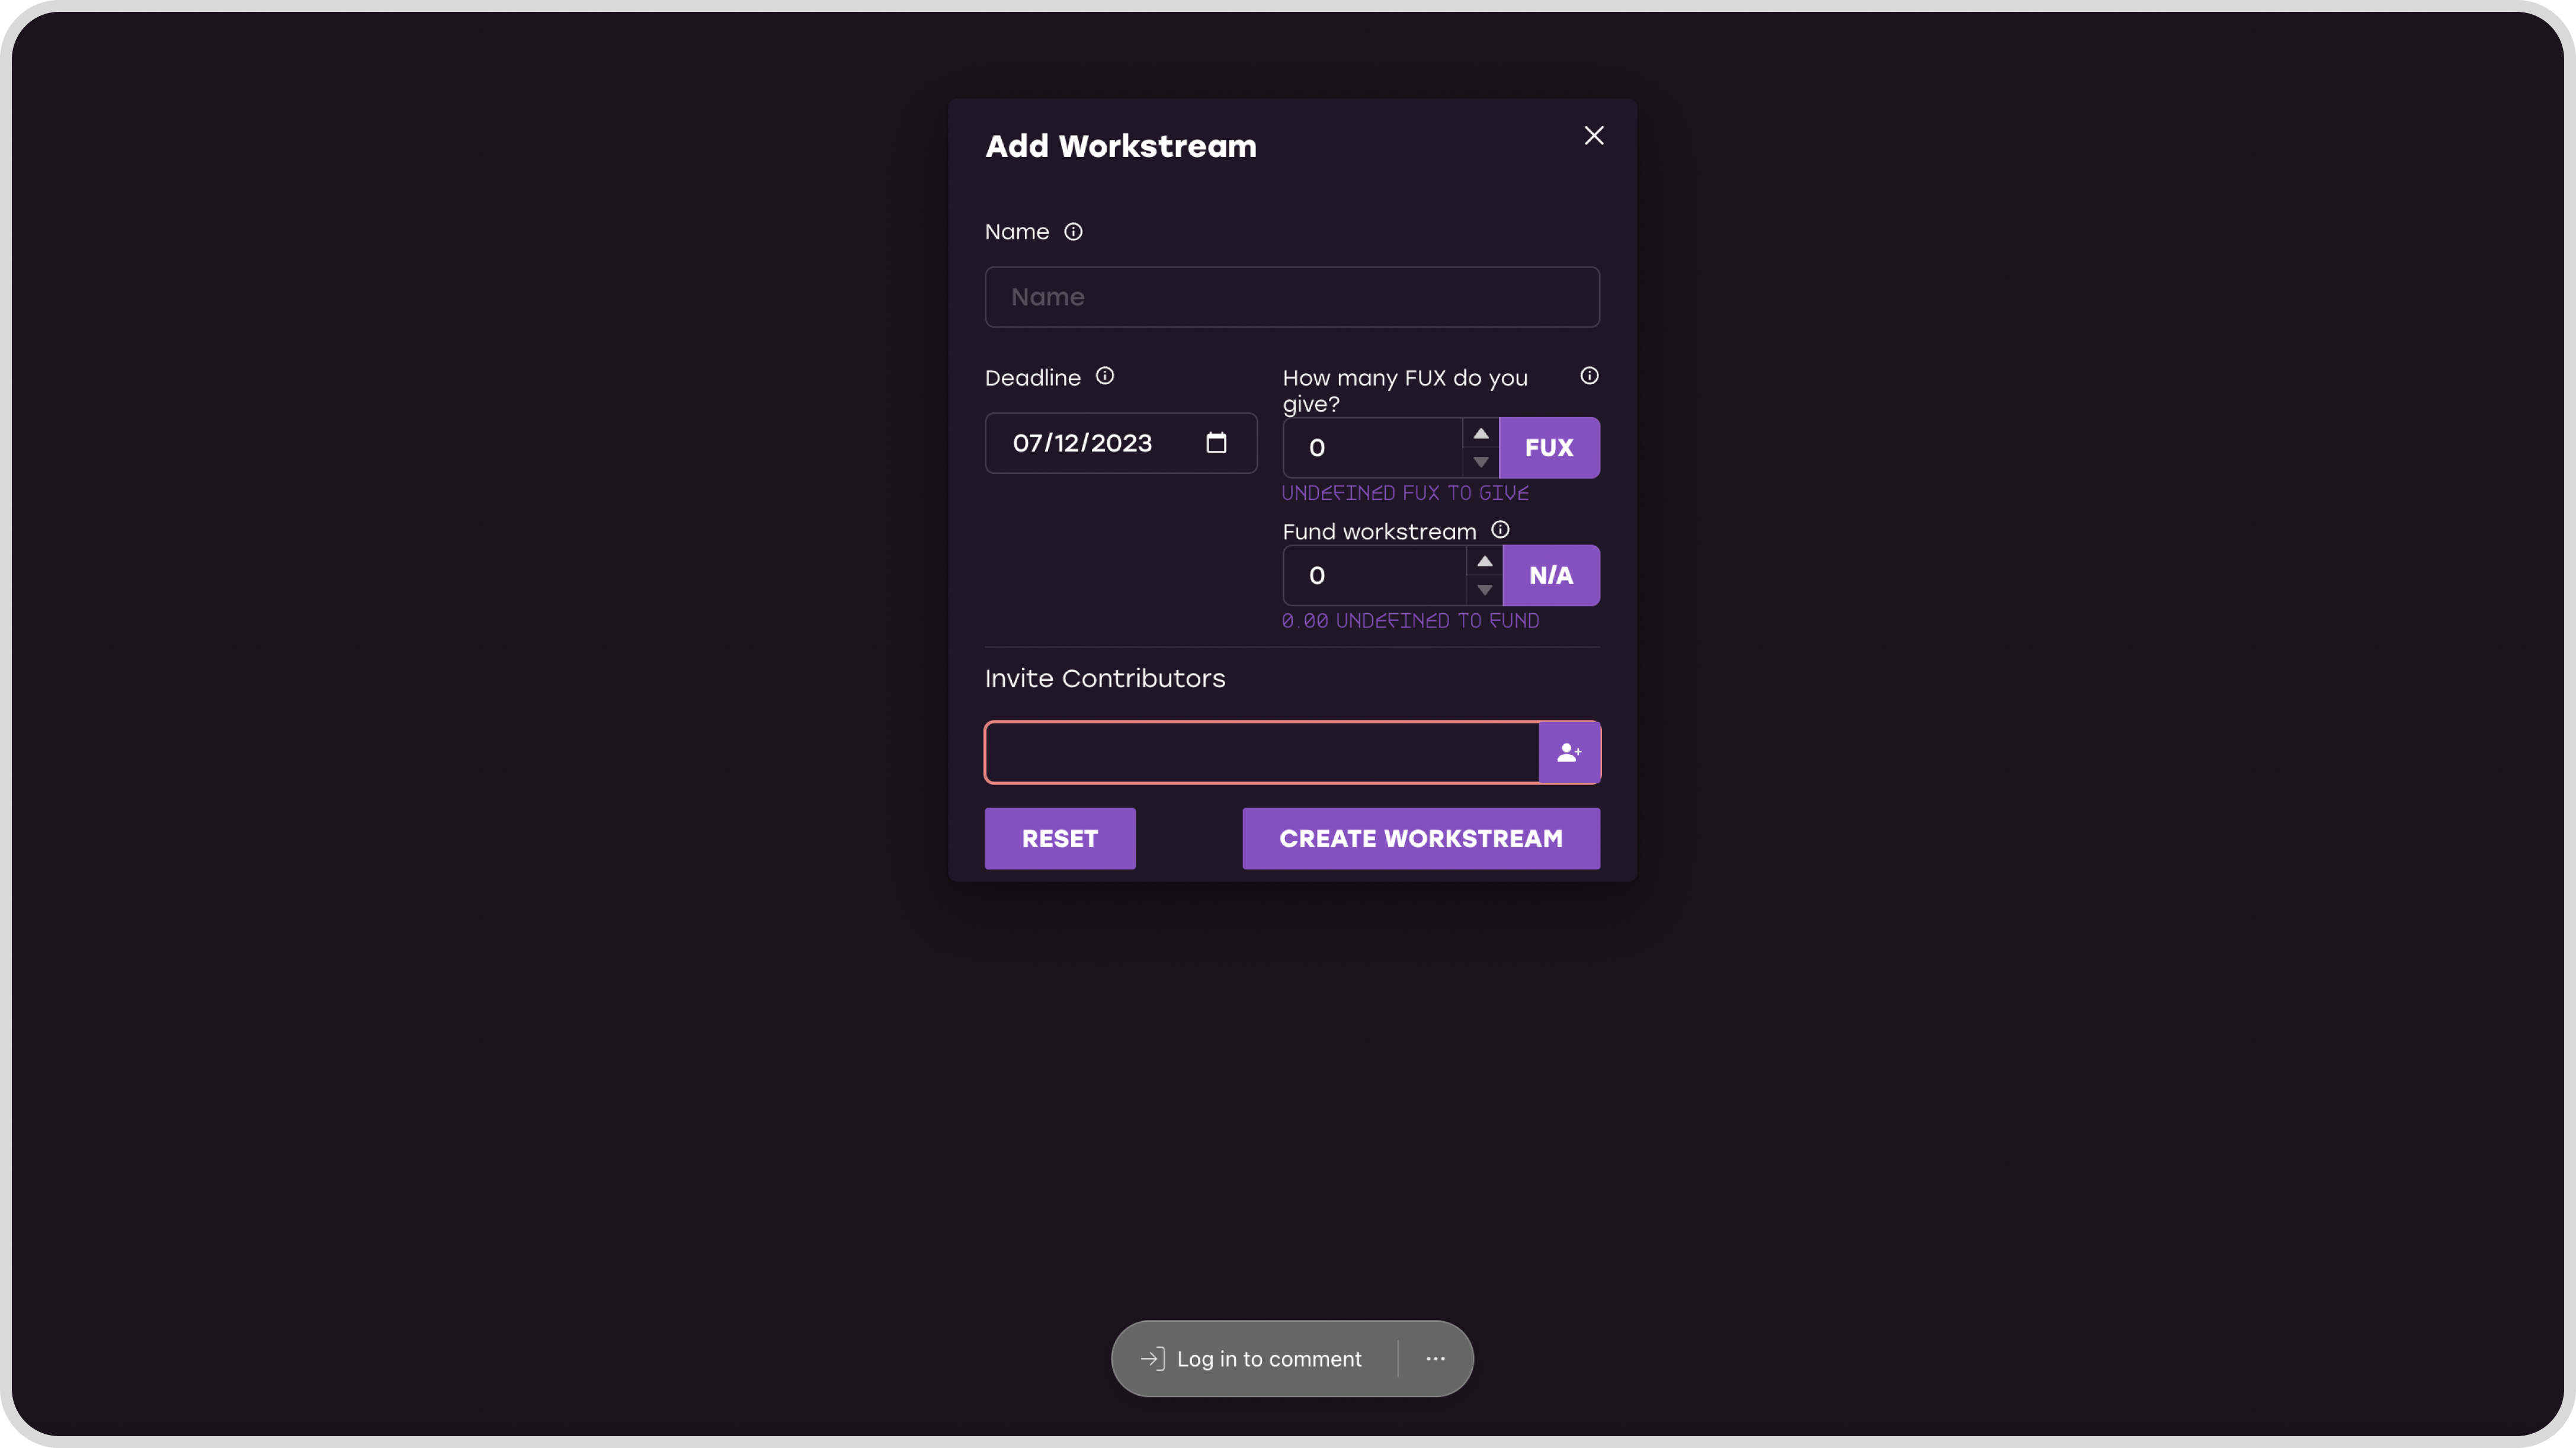 Add Workstream
Name
Name
Deadline
How many FUX do you
give?
07/12/2023
0
FUX
UNDEFINED FUX TO GIVE
Fund workstream
0
N/A
0.00 UNDEFINED TO FUND
Invite Contributors
RESET
CREATE WORKSTREAM
Log in to comment